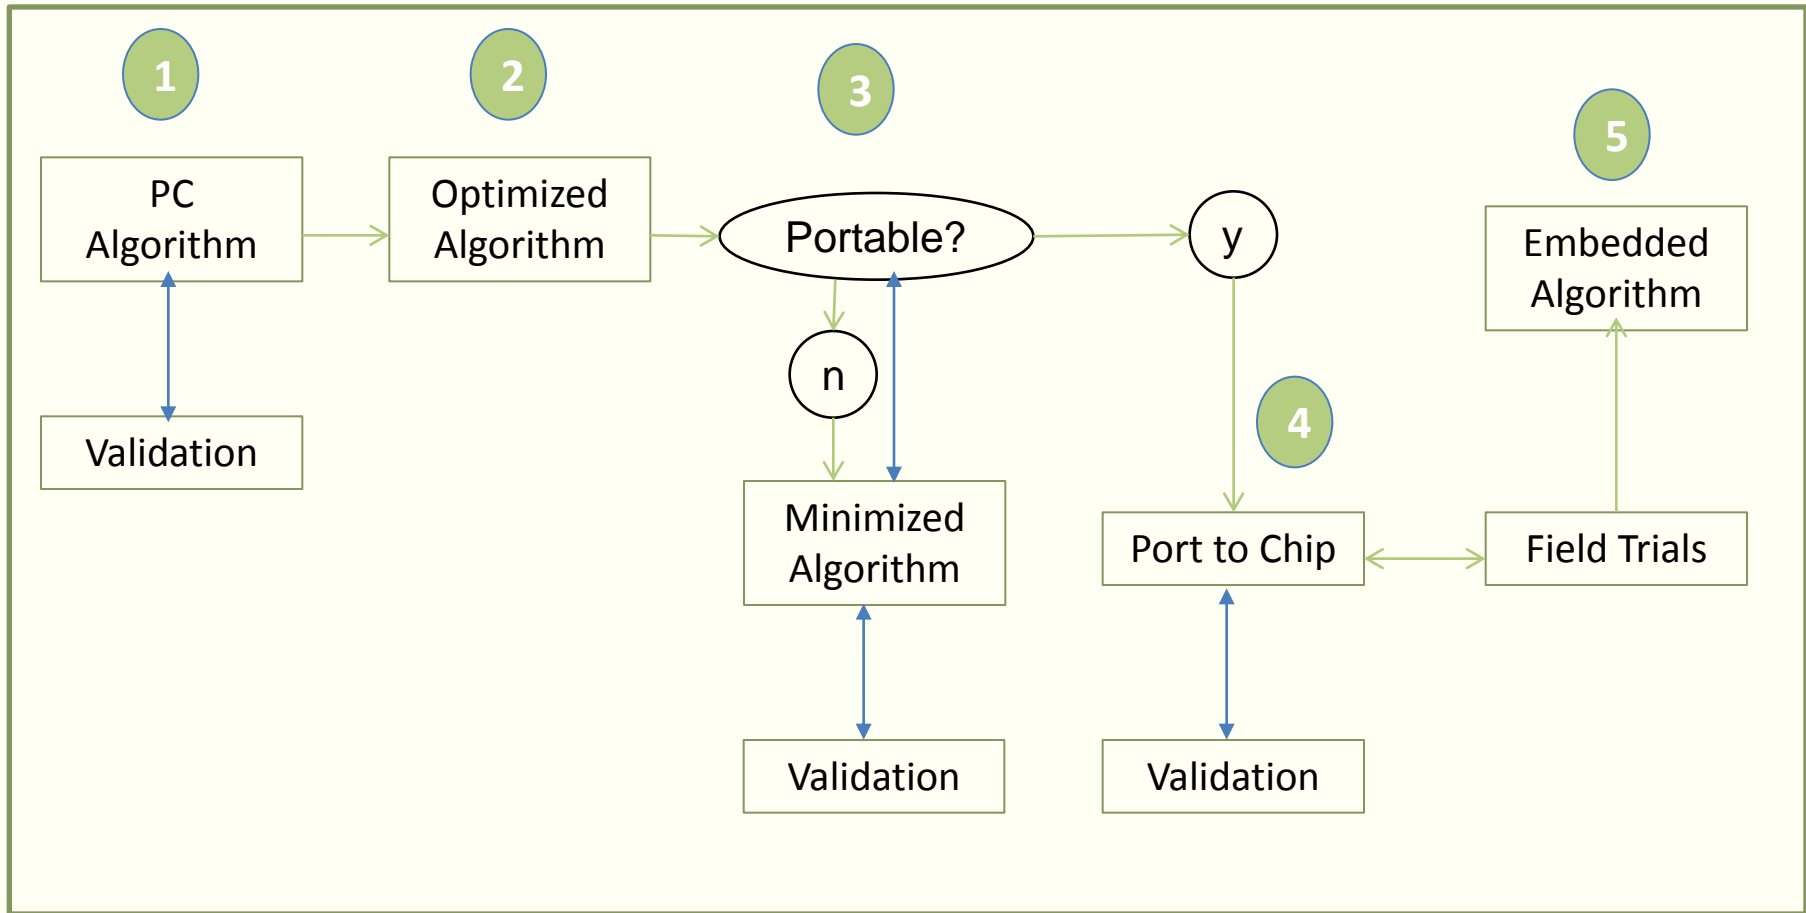 1
2
3
5
PC
Algorithm
Optimized
Algorithm
Portable?
y
Embedded
Algorithm
n
4
Validation
Minimized
Algorithm
Port to Chip
Field Trials
Validation
Validation